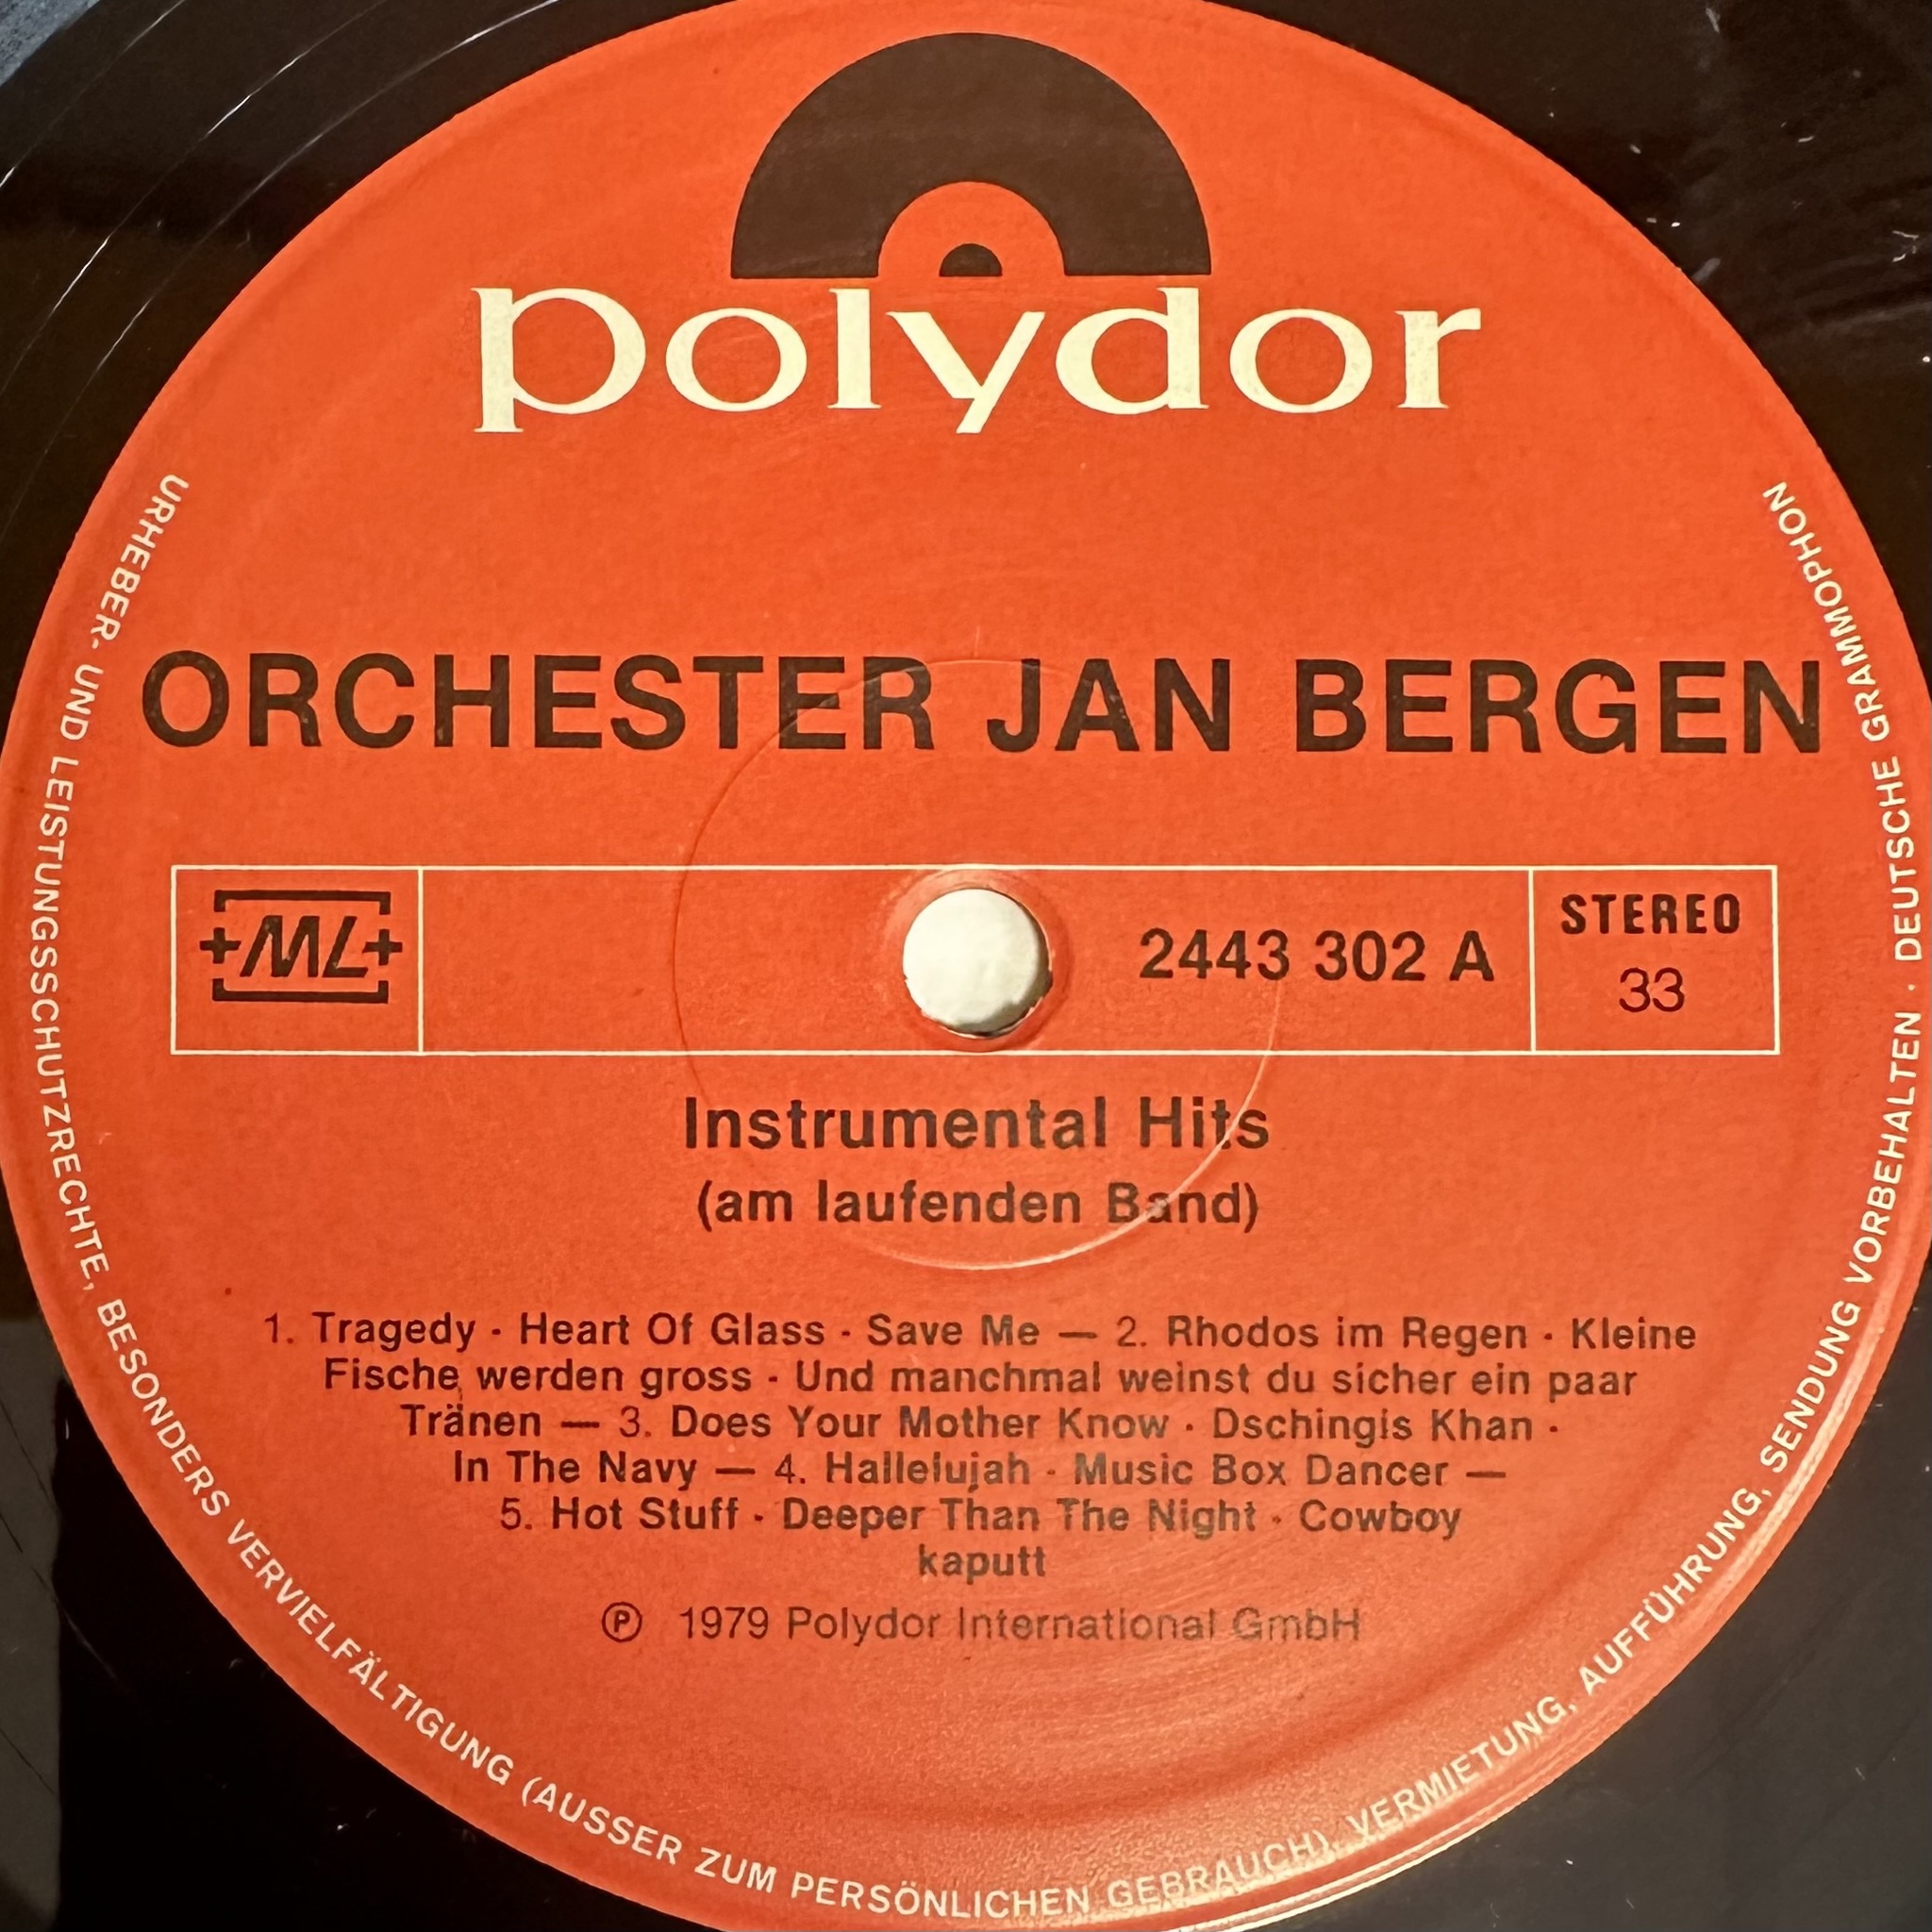 polydor
ORCHESTER JAN BERGEN
+ML+
2443 302 A
STEREO
33
Instrumental Hits
(am laufenden Band)
1. Tragedy · Heart Of Glass · Save Me — 2. Rhodos im Regen · Kleine
Fische werden gross · Und manchmal weinst du sicher ein paar
Tränen — 3. Does Your Mother Know · Dschingis Khan ·
In The Navy — 4. Hallelujah · Music Box Dancer —
5. Hot Stuff · Deeper Than The Night · Cowboy
kaputt
Ⓟ 1979 Polydor International GmbH
URHEBER- UND LEISTUNGSSCHUTZRECHTE, BESONDERS VERVIELFÄLTIGUNG (AUSSER ZUM PERSÖNLICHEN GEBRAUCH), VERMIETUNG, AUFFÜHRUNG, SENDUNG VORBEHALTEN · DEUTSCHE GRAMMOPHON